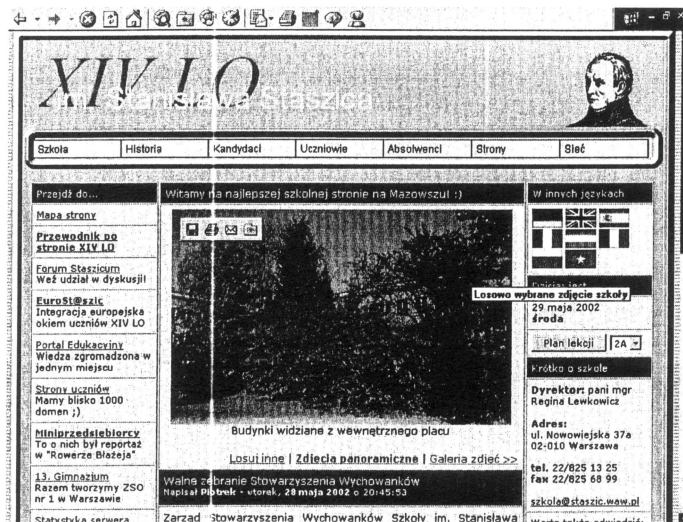 XIV LO
im. Stanisława Staszica
Szkoła Historia Kandydaci Uczniowie Absolwenci Strony Sieć
Przejdź do...
Mapa strony
Przewodnik po
stronie XIV LO
Forum Staszicum
Weź udział w dyskusji!
EuroSt@szic
Integracja europejska
okiem uczniów XIV LO
Portal Edukacyjny
Wiedza zgromadzona w
jednym miejscu
Strony uczniów
Mamy blisko 1000
domen ;)
Miniprzedsiębiorcy
To o nich był reportaż
w "Rowerze Błażeja"
13. Gimnazjum
Razem tworzymy ZSO
nr 1 w Warszawie
Statystyka serwera
Witamy na najlepszej szkolnej stronie na Mazowszu! :)
Losowo wybrane zdjęcie szkoły
Budynki widziane z wewnętrznego placu
Losuj inne | Zdjęcia panoramiczne | Galeria zdjęć >>
Walne zebranie Stowarzyszenia Wychowanków
Napisał Piotrek - wtorek, 28 maja 2002 o 20:45:53
Zarząd Stowarzyszenia Wychowanków Szkoły im. Stanisława
W innych językach
Dzisiaj jest
29 maja 2002
środa
Plan lekcji 2A
Krótko o szkole
Dyrektor: pani mgr
Regina Lewkowicz
Adres:
ul. Nowowiejska 37a
02-010 Warszawa
tel. 22/825 13 25
fax 22/825 68 99
szkola@staszic.waw.pl